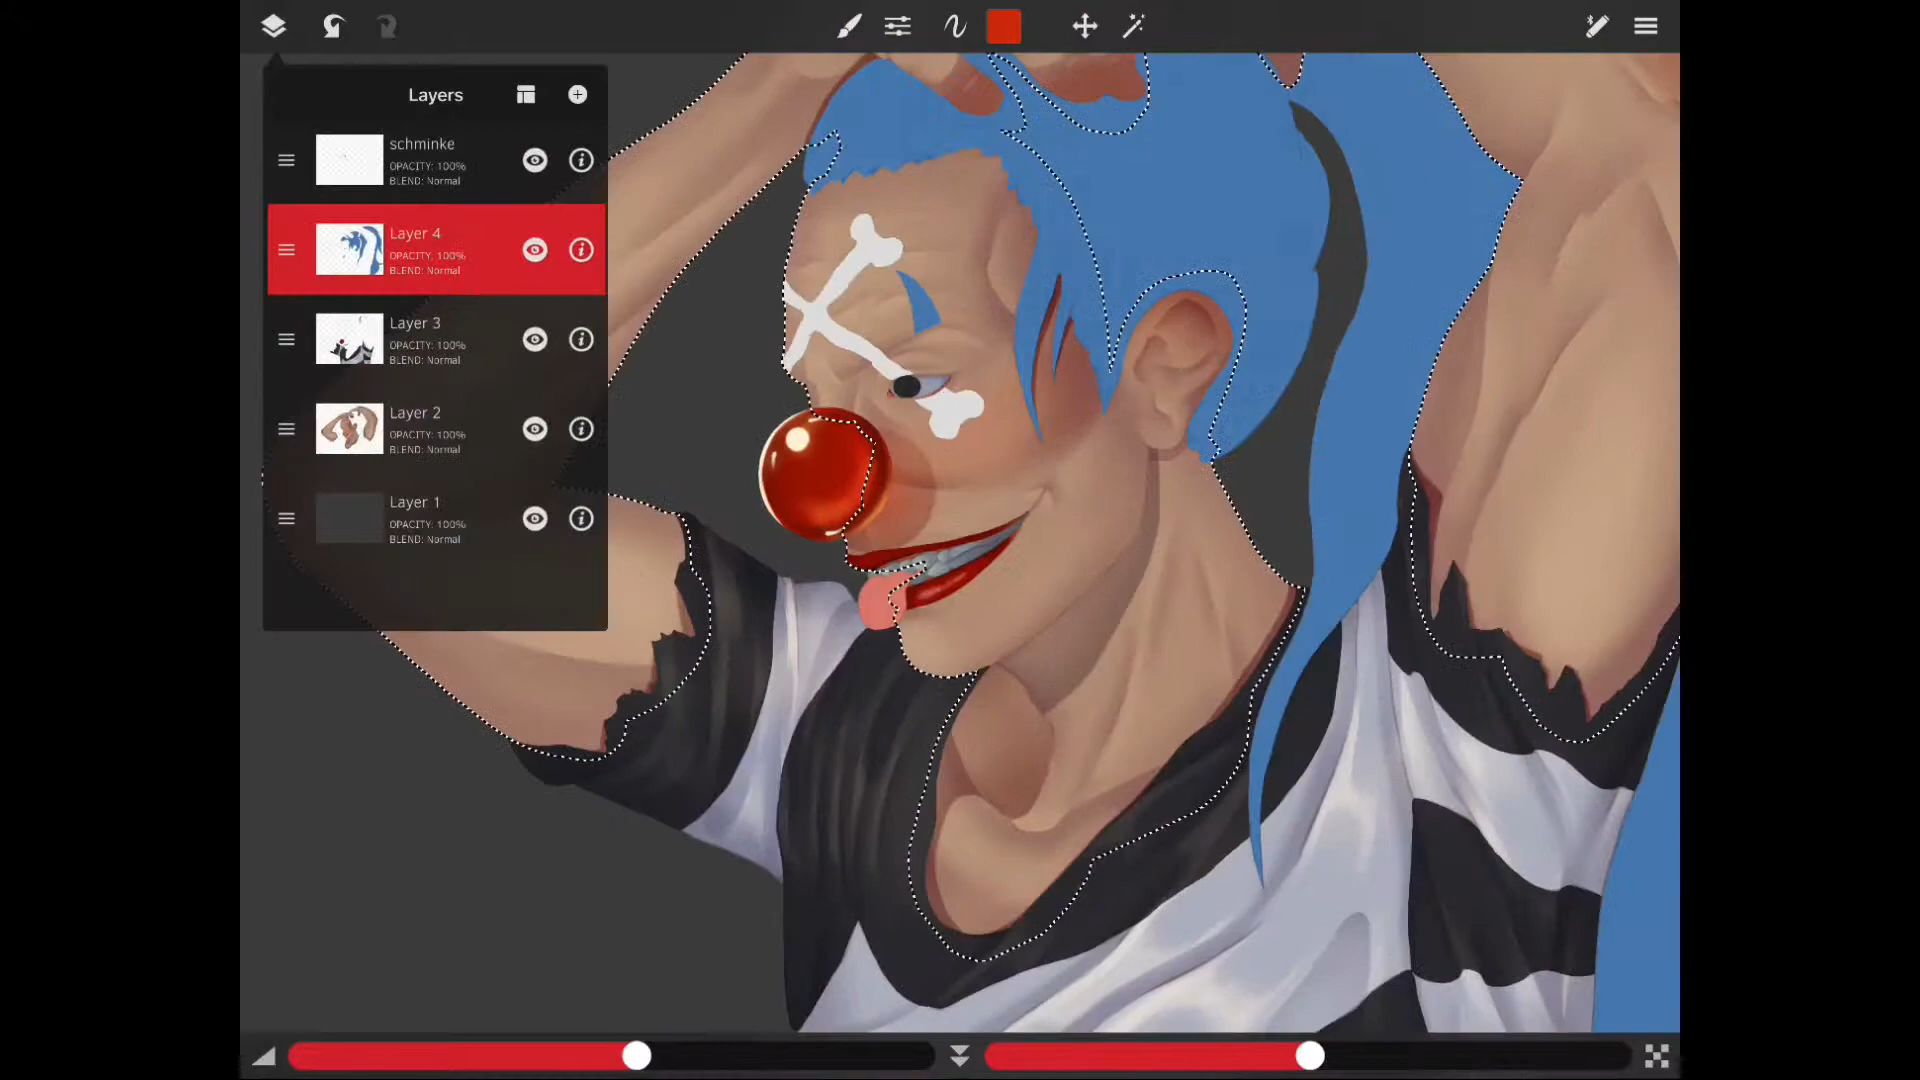 Layers
schminke
OPACITY: 100%
BLEND: Normal
Layer 4
OPACITY: 100%
BLEND: Normal
Layer 3
OPACITY: 100%
BLEND: Normal
Layer 2
OPACITY: 100%
BLEND: Normal
Layer 1
OPACITY: 100%
BLEND: Normal